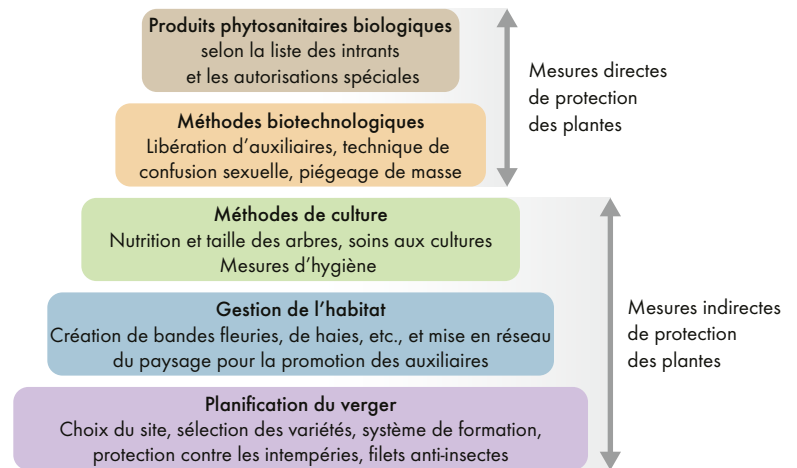 Produits phytosanitaires biologiques
selon la liste des intrants
et les autorisations spéciales
Mesures directes
de protection
des plantes
Méthodes biotechnologiques
Libération d'auxiliaires, technique de
confusion sexuelle, piégeage de masse
Méthodes de culture
Nutrition et taille des arbres, soins aux cultures
Mesures d'hygiène
Gestion de l'habitat
Création de bandes fleuries, de haies, etc., et mise en réseau
du paysage pour la promotion des auxiliaires
Mesures indirectes
de protection
des plantes
Planification du verger
Choix du site, sélection des variétés, système de formation,
protection contre les intempéries, filets anti-insectes